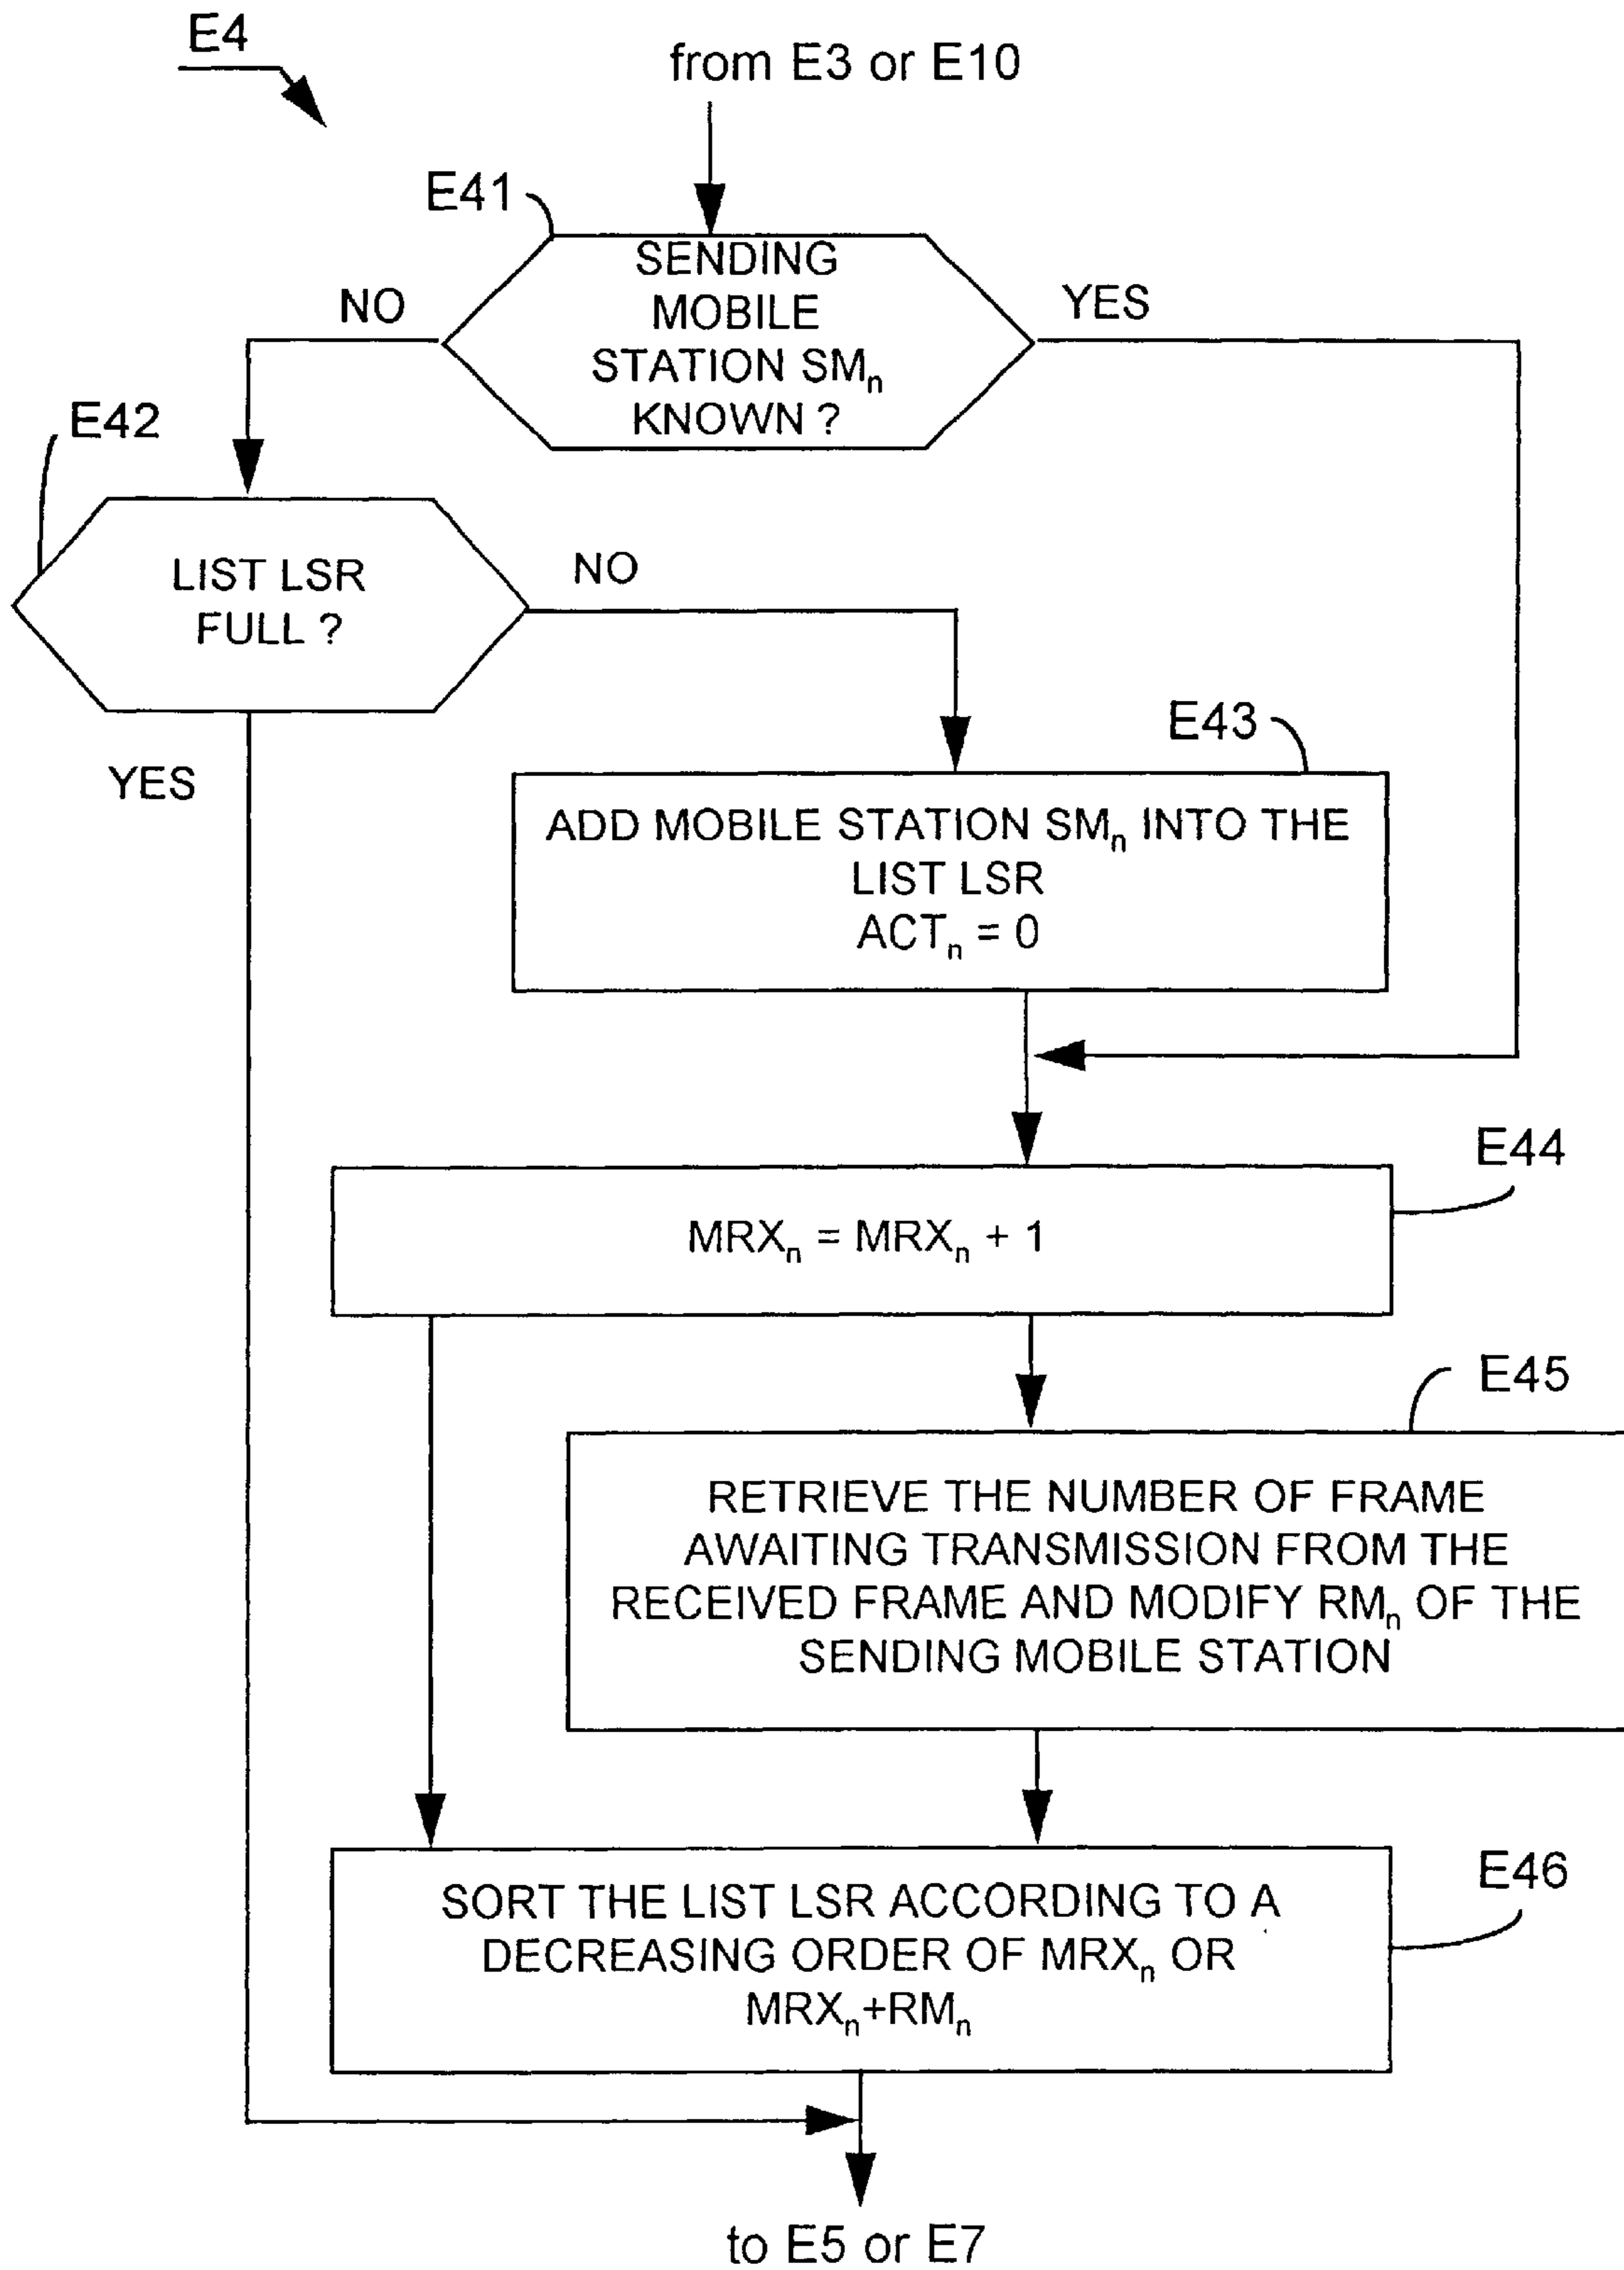 E4
from E3 or E10
E41
SENDING
MOBILE
STATION SMₙ
KNOWN ?
NO
YES
E42
LIST LSR
FULL ?
NO
YES
E43
ADD MOBILE STATION SMₙ INTO THE
LIST LSR
ACTₙ = 0
E44
MRXₙ = MRXₙ + 1
E45
RETRIEVE THE NUMBER OF FRAME
AWAITING TRANSMISSION FROM THE
RECEIVED FRAME AND MODIFY RMₙ OF THE
SENDING MOBILE STATION
E46
SORT THE LIST LSR ACCORDING TO A
DECREASING ORDER OF MRXₙ OR
MRXₙ+RMₙ
to E5 or E7